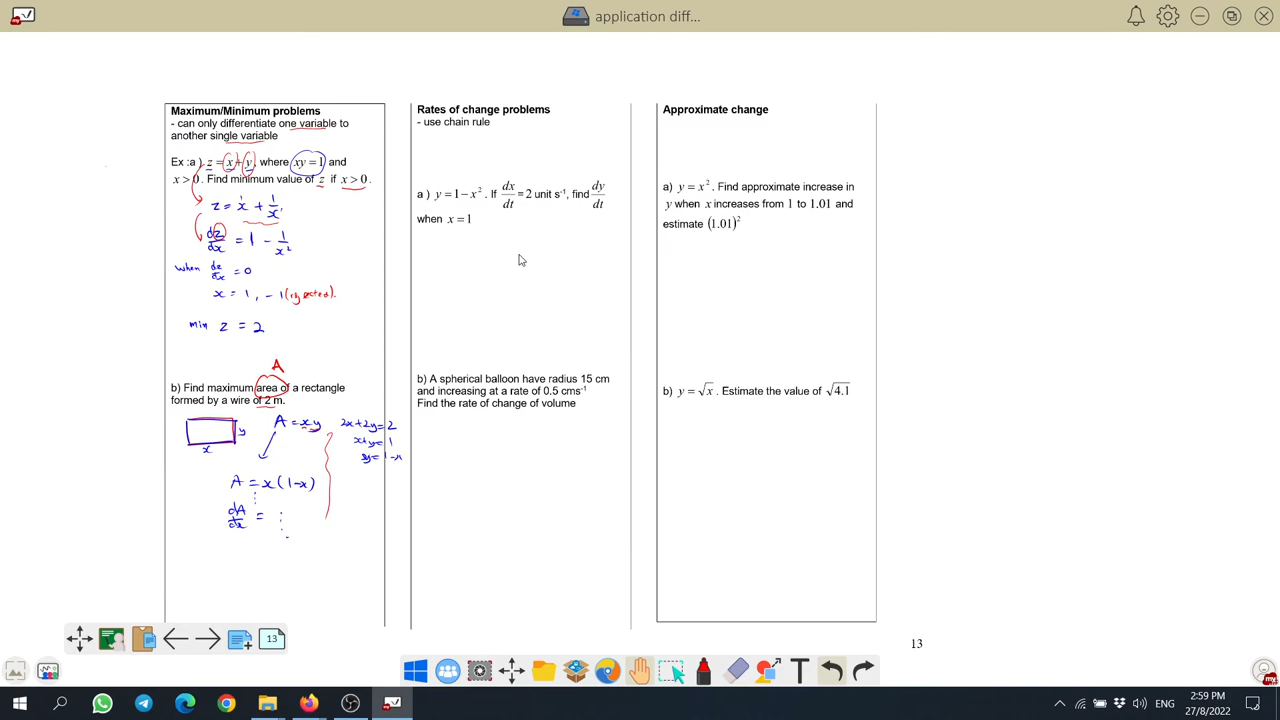 application diff...
Maximum/Minimum problems
- can only differentiate one variable to
another single variable
Ex :a ) z = x + y, where xy = 1 and
x > 0. Find minimum value of z if x > 0 .
z = x + 1/x
dz/dx = 1 - 1/x²
when dz/dx = 0
x = 1, -1 (rejected).
min z = 2
A
b) Find maximum area of a rectangle
formed by a wire of 2 m.
y
x
A = xy
2x+2y=2
x+y=1
y=1-x
A = x(1-x)
dA/dx =
Rates of change problems
- use chain rule
a ) y = 1 - x² . If dx/dt = 2 unit s⁻¹, find dy/dt
when x = 1
b) A spherical balloon have radius 15 cm
and increasing at a rate of 0.5 cms⁻¹
Find the rate of change of volume
Approximate change
a) y = x² . Find approximate increase in
y when x increases from 1 to 1.01 and
estimate (1.01)²
b) y = √x . Estimate the value of √4.1
13
13
T
ENG
2:59 PM
27/8/2022